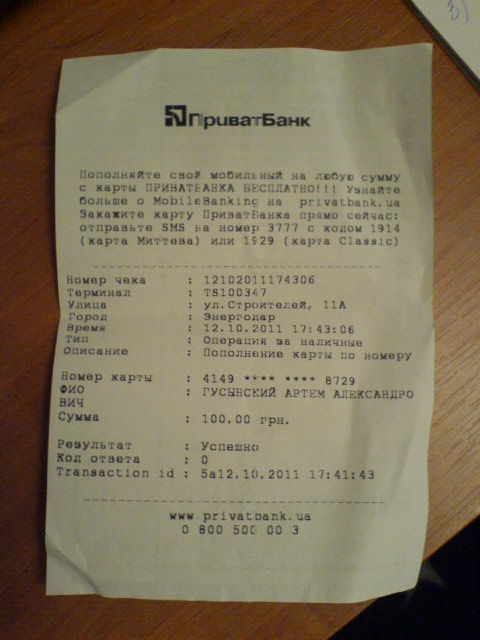 3)
ПриватБанк
Пополняйте свой мобильный на любую сумму
с карты ПРИВАТБАНКА БЕСПЛАТНО!!! Узнайте
больше о MobileBanking на privatbank.ua
Закажите карту ПриватБанка прямо сейчас:
отправьте SMS на номер 3777 с кодом 1914
(карта Миттева) или 1929 (карта Classic)
Номер чека : 12102011174306
Терминал : TS100347
Улица : ул.Строителей, 11А
Город : Энергодар
Время : 12.10.2011 17:43:06
Тип : Операция за наличные
Описание : Пополнение карты по номеру
Номер карты : 4149 **** **** 8729
ФИО : ГУСЫНСКИЙ АРТЕМ АЛЕКСАНДРО
ВИЧ
Сумма : 100.00 грн.
Результат : Успешно
Код ответа : 0
Transaction id : 5a12.10.2011 17:41:43
www privatbank.ua
0 800 500 00 3